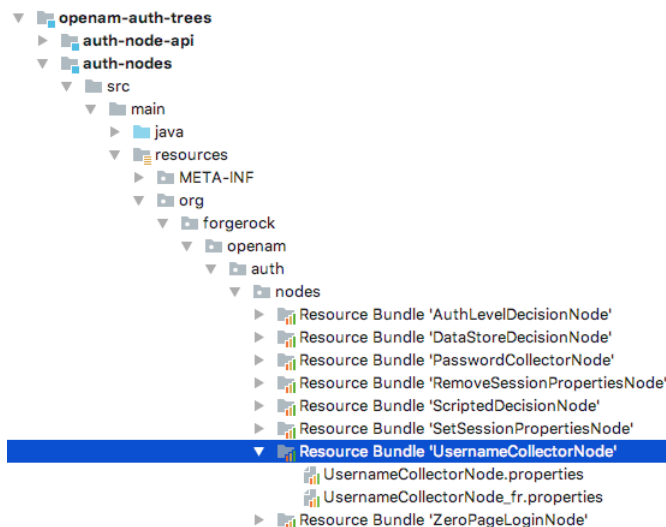 openam-auth-trees
auth-node-api
auth-nodes
src
main
java
resources
META-INF
org
forgerock
openam
auth
nodes
Resource Bundle 'AuthLevelDecisionNode'
Resource Bundle 'DataStoreDecisionNode'
Resource Bundle 'PasswordCollectorNode'
Resource Bundle 'RemoveSessionPropertiesNode'
Resource Bundle 'ScriptedDecisionNode'
Resource Bundle 'SetSessionPropertiesNode'
Resource Bundle 'UsernameCollectorNode'
UsernameCollectorNode.properties
UsernameCollectorNode_fr.properties
Resource Bundle 'ZeroPageLoginNode'